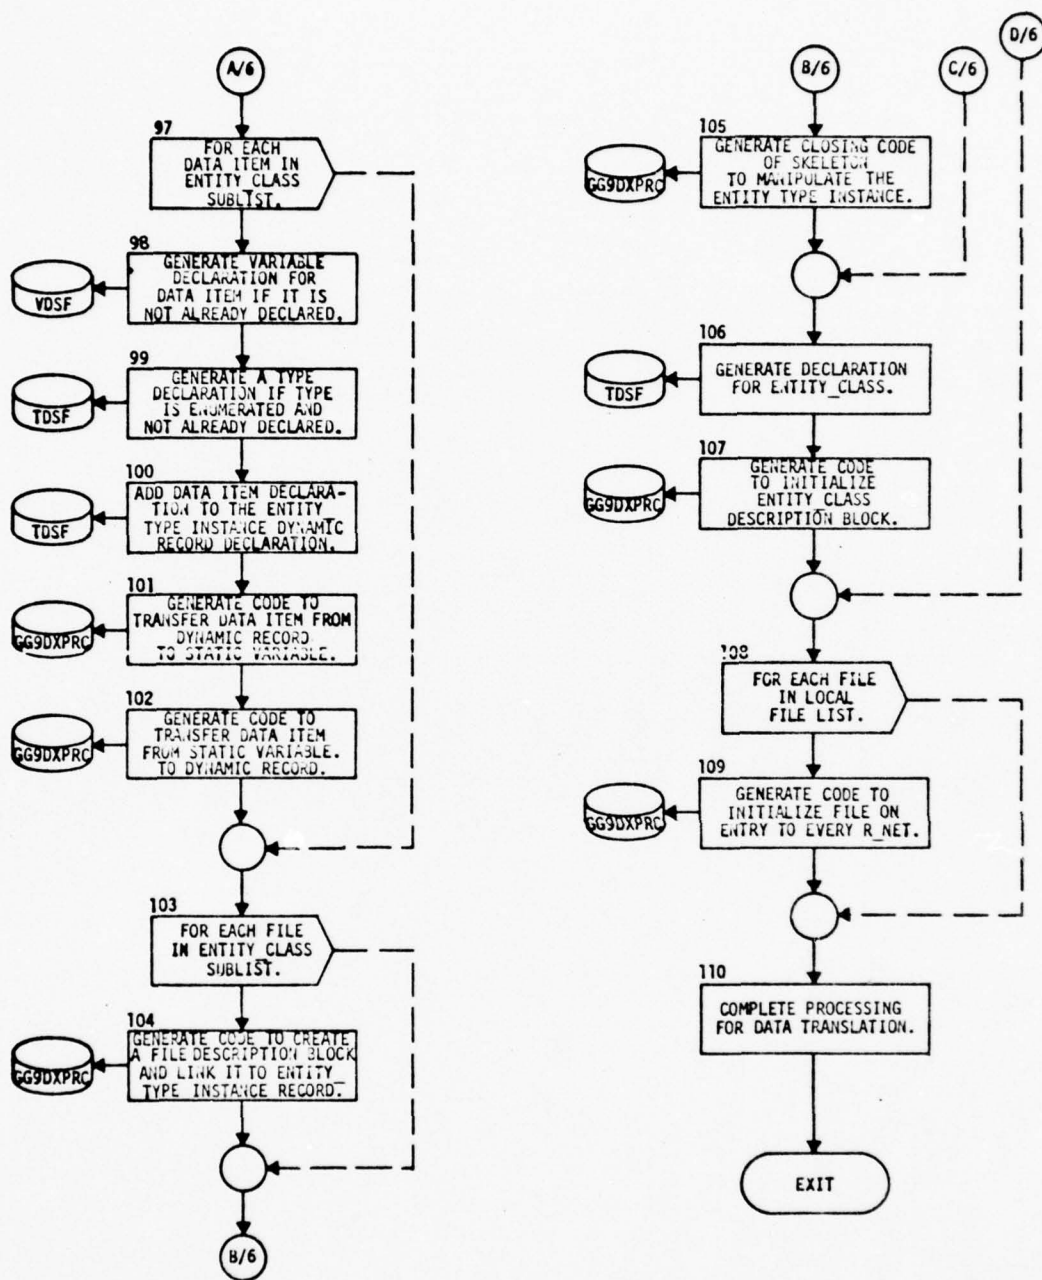 A/6
97
FOR EACH
DATA ITEM IN
ENTITY CLASS
SUBLIST.
98
GENERATE VARIABLE
DECLARATION FOR
DATA ITEM IF IT IS
NOT ALREADY DECLARED.
VDSF
99
GENERATE A TYPE
DECLARATION IF TYPE
IS ENUMERATED AND
NOT ALREADY DECLARED.
TDSF
100
ADD DATA ITEM DECLARA-
TION TO THE ENTITY
TYPE INSTANCE DYNAMIC
RECORD DECLARATION.
TDSF
101
GENERATE CODE TO
TRANSFER DATA ITEM FROM
DYNAMIC RECORD
TO STATIC VARIABLE.
GG9DXPRC
102
GENERATE CODE TO
TRANSFER DATA ITEM
FROM STATIC VARIABLE.
TO DYNAMIC RECORD.
GG9DXPRC
103
FOR EACH FILE
IN ENTITY_CLASS
SUBLIST.
104
GENERATE CODE TO CREATE
A FILE DESCRIPTION BLOCK
AND LINK IT TO ENTITY_
TYPE INSTANCE RECORD.
GG9DXPRC
B/6
B/6
C/6
D/6
105
GENERATE CLOSING CODE
OF SKELETON
TO MANIPULATE THE
ENTITY TYPE INSTANCE.
GG9DXPRC
106
GENERATE DECLARATION
FOR ENTITY_CLASS.
TDSF
107
GENERATE CODE
TO INITIALIZE
ENTITY_CLASS
DESCRIPTION BLOCK.
GG9DXPRC
108
FOR EACH FILE
IN LOCAL
FILE LIST.
109
GENERATE CODE TO
INITIALIZE FILE ON
ENTRY TO EVERY R_NET.
GG9DXPRC
110
COMPLETE PROCESSING
FOR DATA TRANSLATION.
EXIT